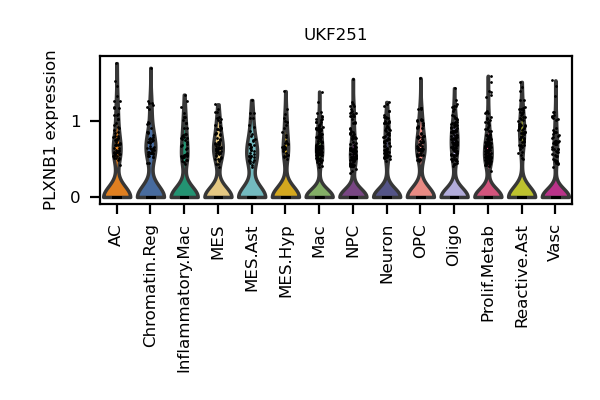 UKF251
PLXNB1 expression
1
0
AC
Chromatin.Reg
Inflammatory.Mac
MES
MES.Ast
MES.Hyp
Mac
NPC
Neuron
OPC
Oligo
Prolif.Metab
Reactive.Ast
Vasc